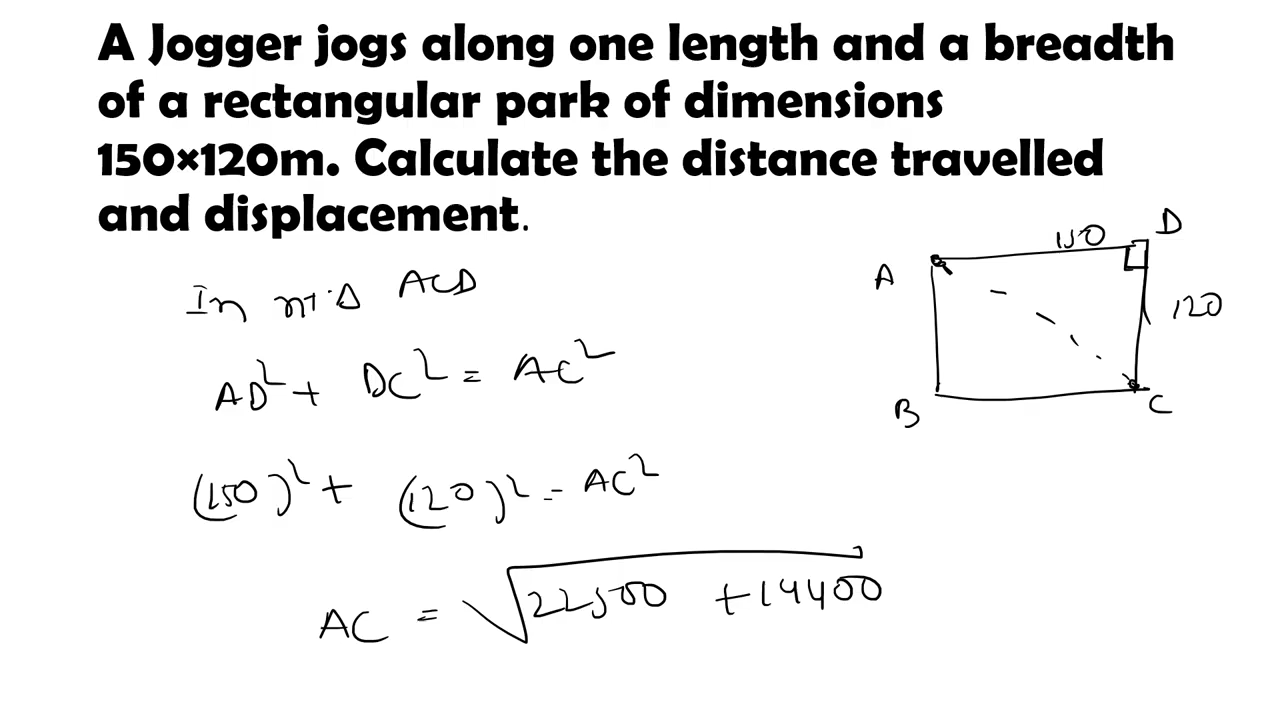 A Jogger jogs along one length and a breadth
of a rectangular park of dimensions
150×120m. Calculate the distance travelled
and displacement.
150 D
A
120
B C
In rt. Δ ACD
AD² + DC² = AC²
(150)² + (120)² = AC²
AC = √22500 + 14400